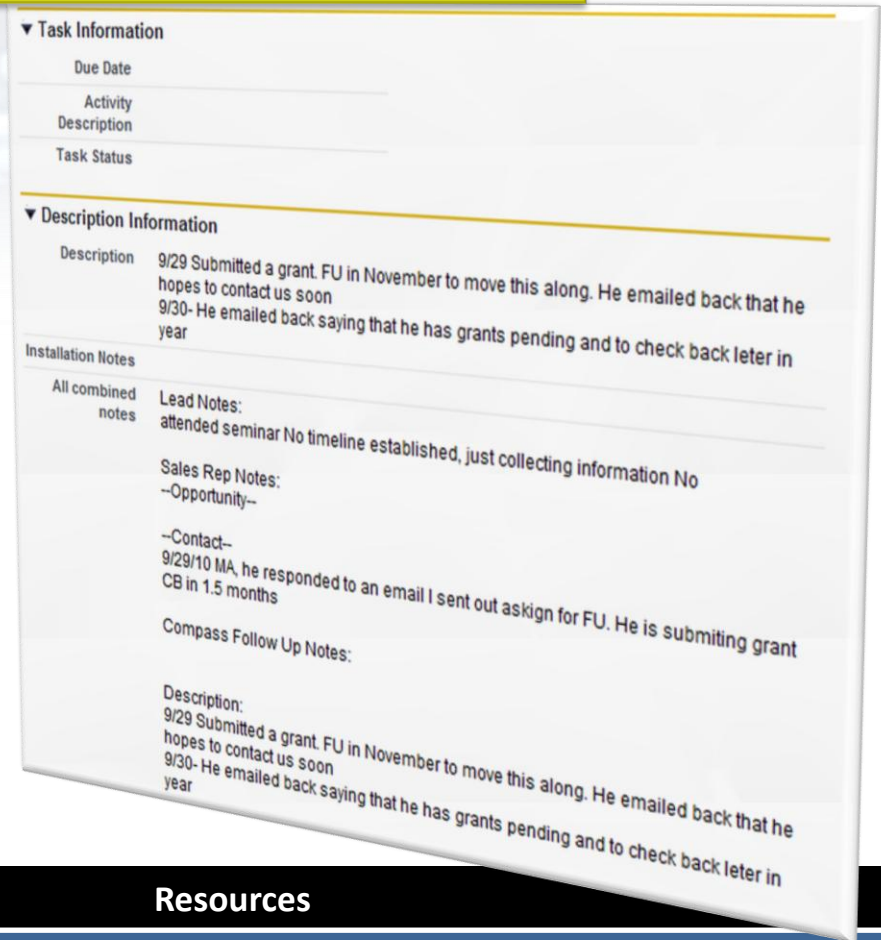 ▼ Task Information
Due Date
Activity
Description
Task Status
▼ Description Information
Description
9/29 Submitted a grant. FU in November to move this along. He emailed back that he
hopes to contact us soon
9/30- He emailed back saying that he has grants pending and to check back leter in
year
Installation Notes
All combined
notes
Lead Notes:
attended seminar No timeline established, just collecting information No
Sales Rep Notes:
--Opportunity--
--Contact--
9/29/10 MA, he responded to an email I sent out askign for FU. He is submiting grant
CB in 1.5 months
Compass Follow Up Notes:
Description:
9/29 Submitted a grant. FU in November to move this along. He emailed back that he
hopes to contact us soon
9/30- He emailed back saying that he has grants pending and to check back leter in
year
Resources